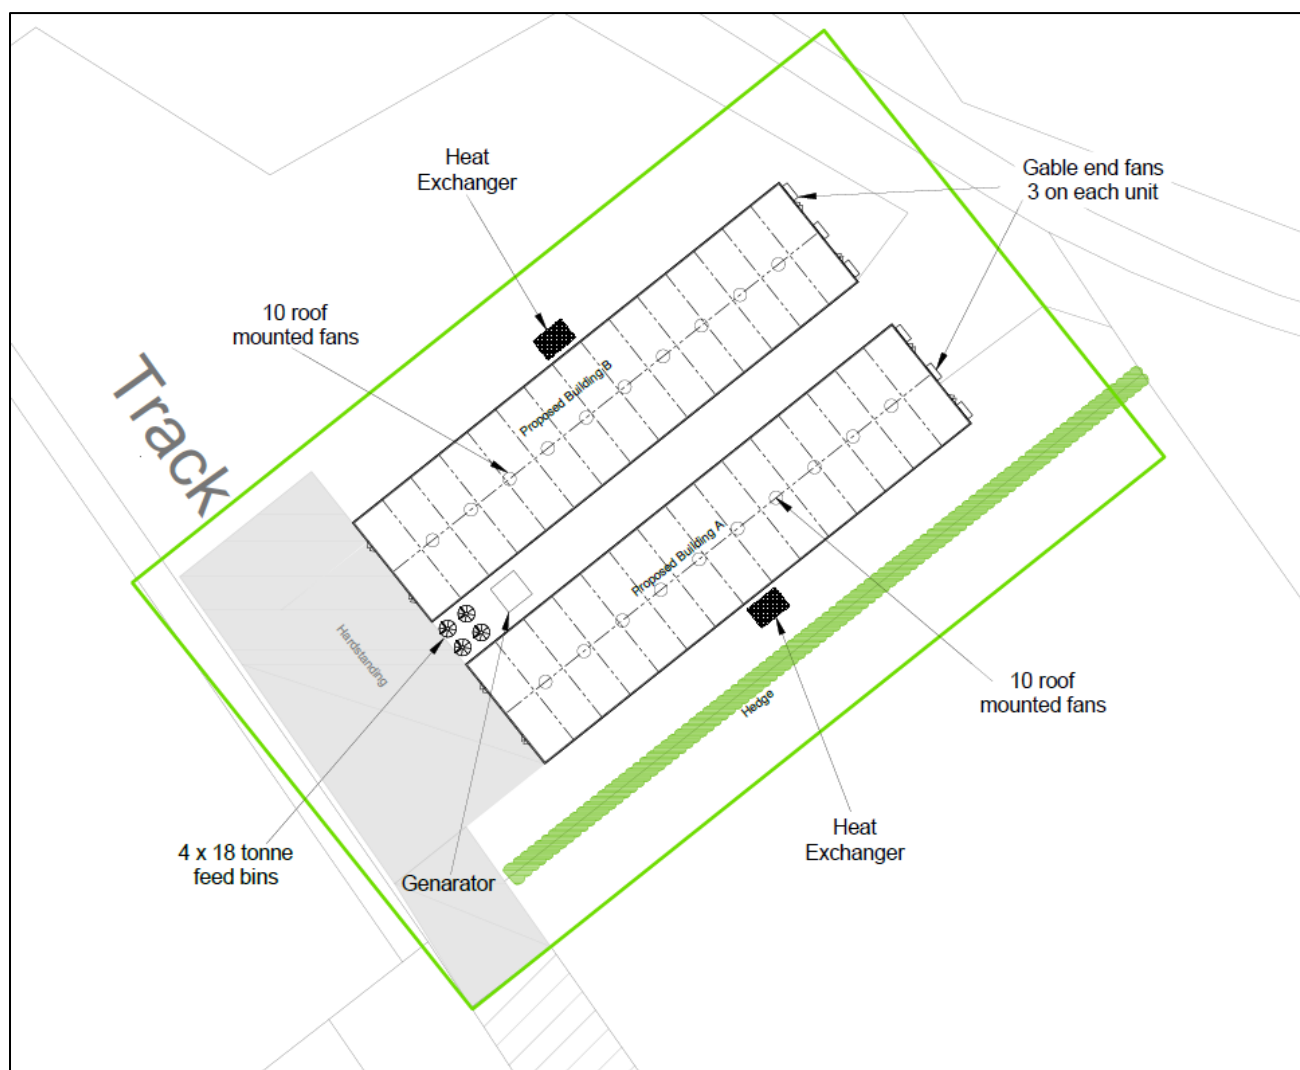 Heat
Exchanger
Gable end fans
3 on each unit
10 roof
mounted fans
Track
Proposed Building B
Proposed Building A
Hardstanding
Hedge
10 roof
mounted fans
4 x 18 tonne
feed bins
Genarator
Heat
Exchanger